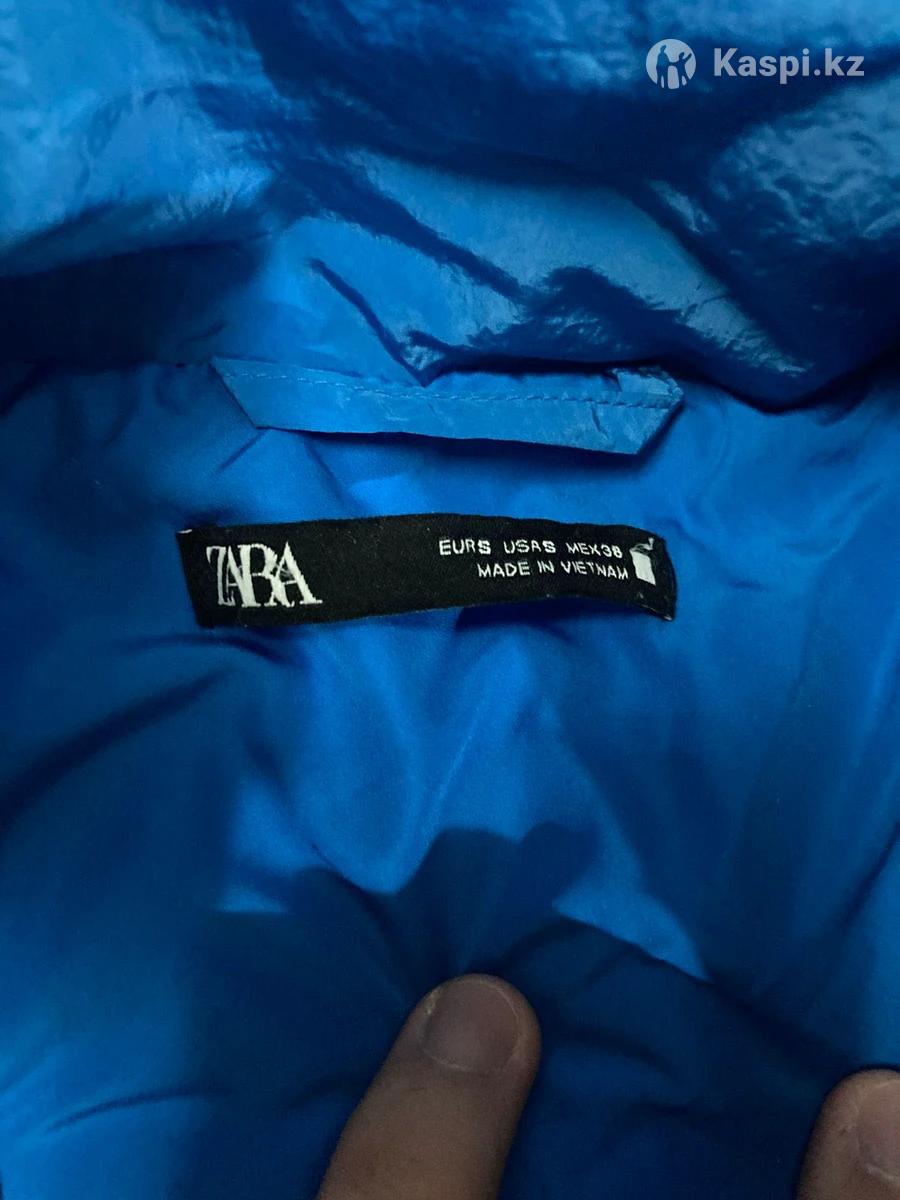 Kaspi.kz
ZARA
EUR S USA S MEX 36
MADE IN VIETNAM